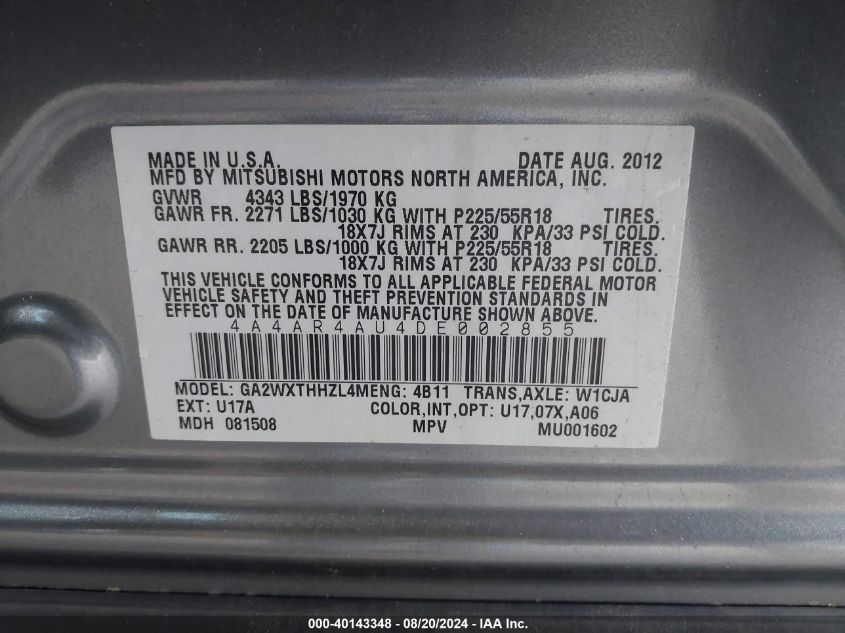 MADE IN U.S.A. DATE AUG. 2012
MFD BY MITSUBISHI MOTORS NORTH AMERICA, INC.
GVWR 4343 LBS/1970 KG
GAWR FR. 2271 LBS/1030 KG WITH P225/55R18 TIRES.
18X7J RIMS AT 230 KPA/33 PSI COLD.
GAWR RR. 2205 LBS/1000 KG WITH P225/55R18 TIRES.
18X7J RIMS AT 230 KPA/33 PSI COLD.
THIS VEHICLE CONFORMS TO ALL APPLICABLE FEDERAL MOTOR
VEHICLE SAFETY AND THEFT PREVENTION STANDARDS IN
EFFECT ON THE DATE OF MANUFACTURE SHOWN ABOVE.
4A4AR4AU4DE002855
MODEL: GA2WXTHHZL4MENG: 4B11 TRANS,AXLE: W1CJA
EXT: U17A COLOR,INT,OPT: U17,07X,A06
MDH 081508 MPV MU001602
000-40143348 - 08/20/2024 - IAA Inc.